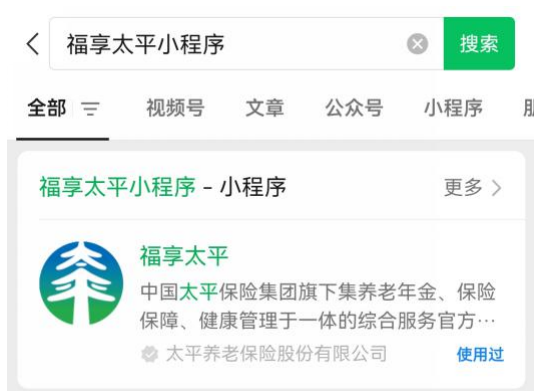 福享太平小程序
搜索
全部 视频号 文章 公众号 小程序
福享太平小程序 - 小程序 更多
福享太平
中国太平保险集团旗下集养老年金、保险
保障、健康管理于一体的综合服务官方…
太平养老保险股份有限公司 使用过